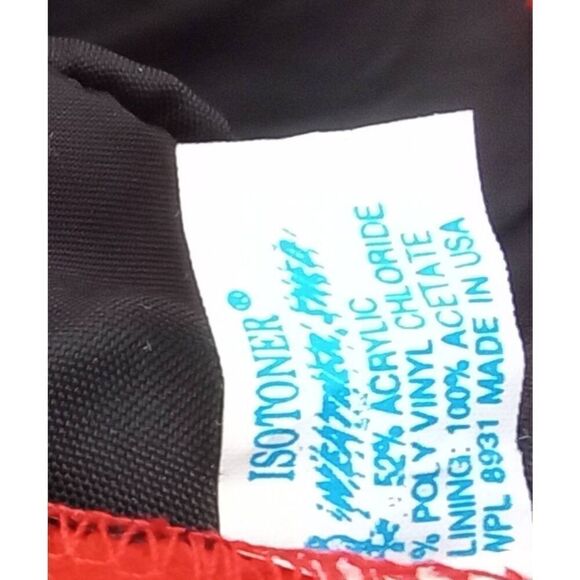 ISOTONER®
52% ACRYLIC
% POLY VINYL CHLORIDE
LINING: 100% ACETATE
WPL 8931 MADE IN USA